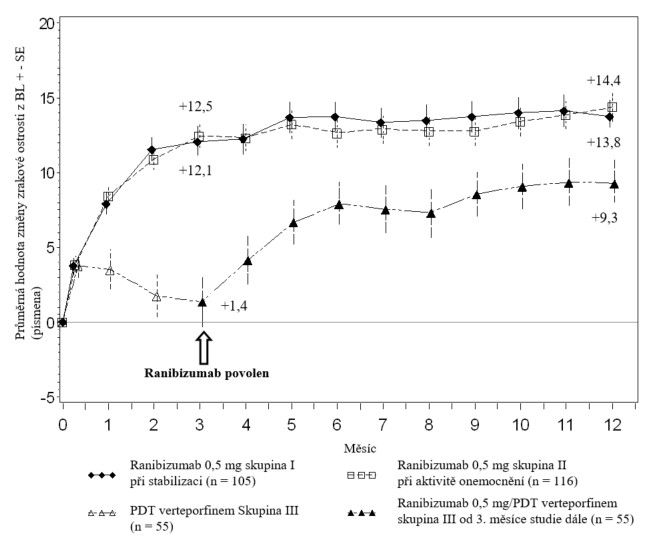 Průměrná hodnota změny zrakové ostrosti z BL + - SE
(písmena)
20
15
10
5
0
-5
+12,5
+12,1
+14,4
+13,8
+9,3
+1,4
Ranibizumab povolen
0 1 2 3 4 5 6 7 8 9 10 11 12
Měsíc
Ranibizumab 0,5 mg skupina I
při stabilizaci (n = 105)
Ranibizumab 0,5 mg skupina II
při aktivitě onemocnění (n = 116)
PDT verteporfinem Skupina III
(n = 55)
Ranibizumab 0,5 mg/PDT verteporfinem
skupina III od 3. měsíce studie dále (n = 55)